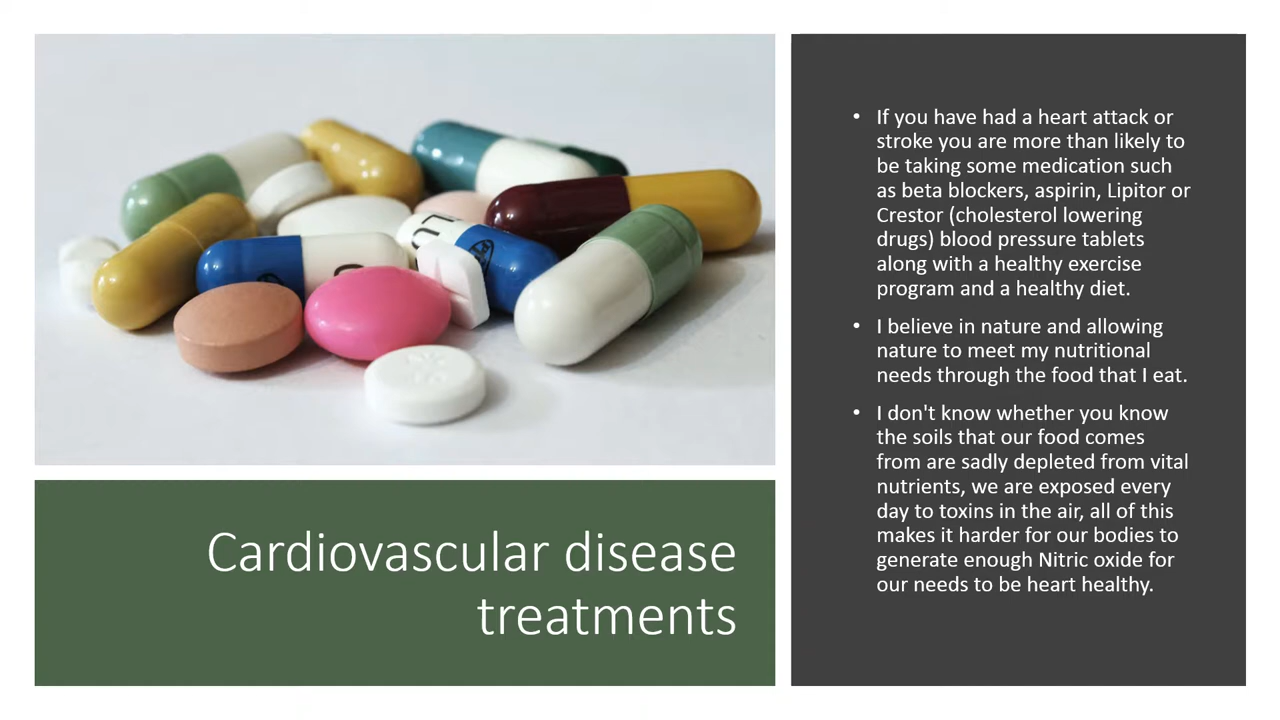 If you have had a heart attack or
stroke you are more than likely to
be taking some medication such
as beta blockers, aspirin, Lipitor or
Crestor (cholesterol lowering
drugs) blood pressure tablets
along with a healthy exercise
program and a healthy diet.
I believe in nature and allowing
nature to meet my nutritional
needs through the food that I eat.
I don't know whether you know
the soils that our food comes
from are sadly depleted from vital
nutrients, we are exposed every
day to toxins in the air, all of this
makes it harder for our bodies to
generate enough Nitric oxide for
our needs to be heart healthy.
Cardiovascular disease
treatments